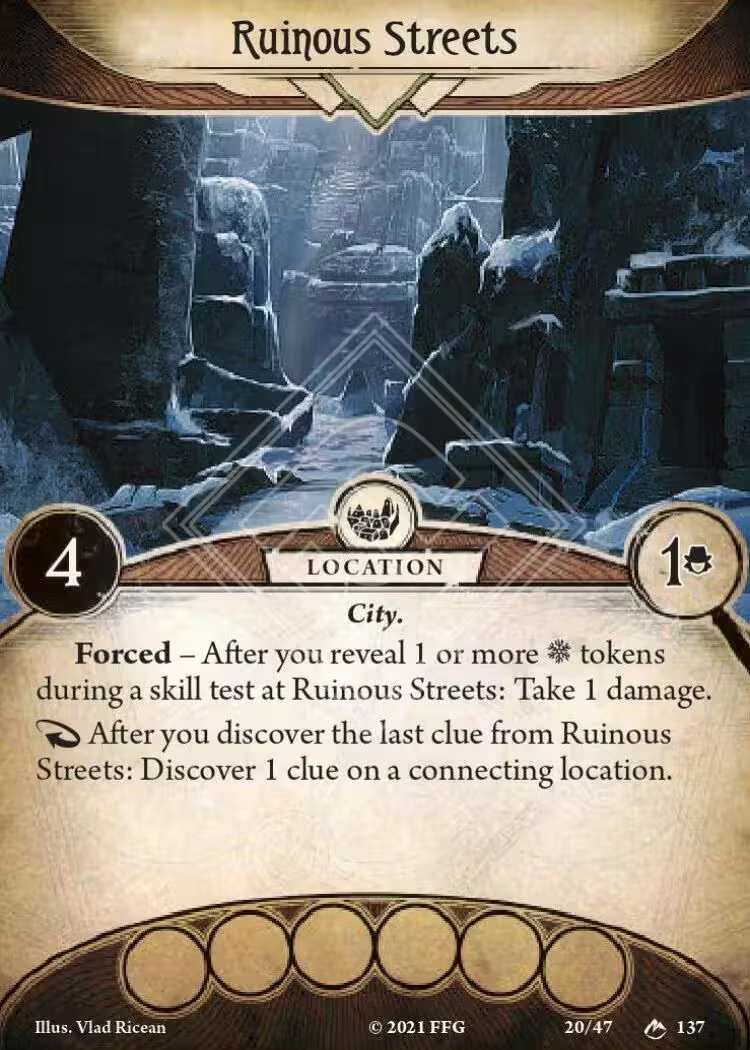 Ruinous Streets
4
LOCATION
1
City.
Forced – After you reveal 1 or more tokens
during a skill test at Ruinous Streets: Take 1 damage.
After you discover the last clue from Ruinous
Streets: Discover 1 clue on a connecting location.
Illus. Vlad Ricean © 2021 FFG 20/47 137